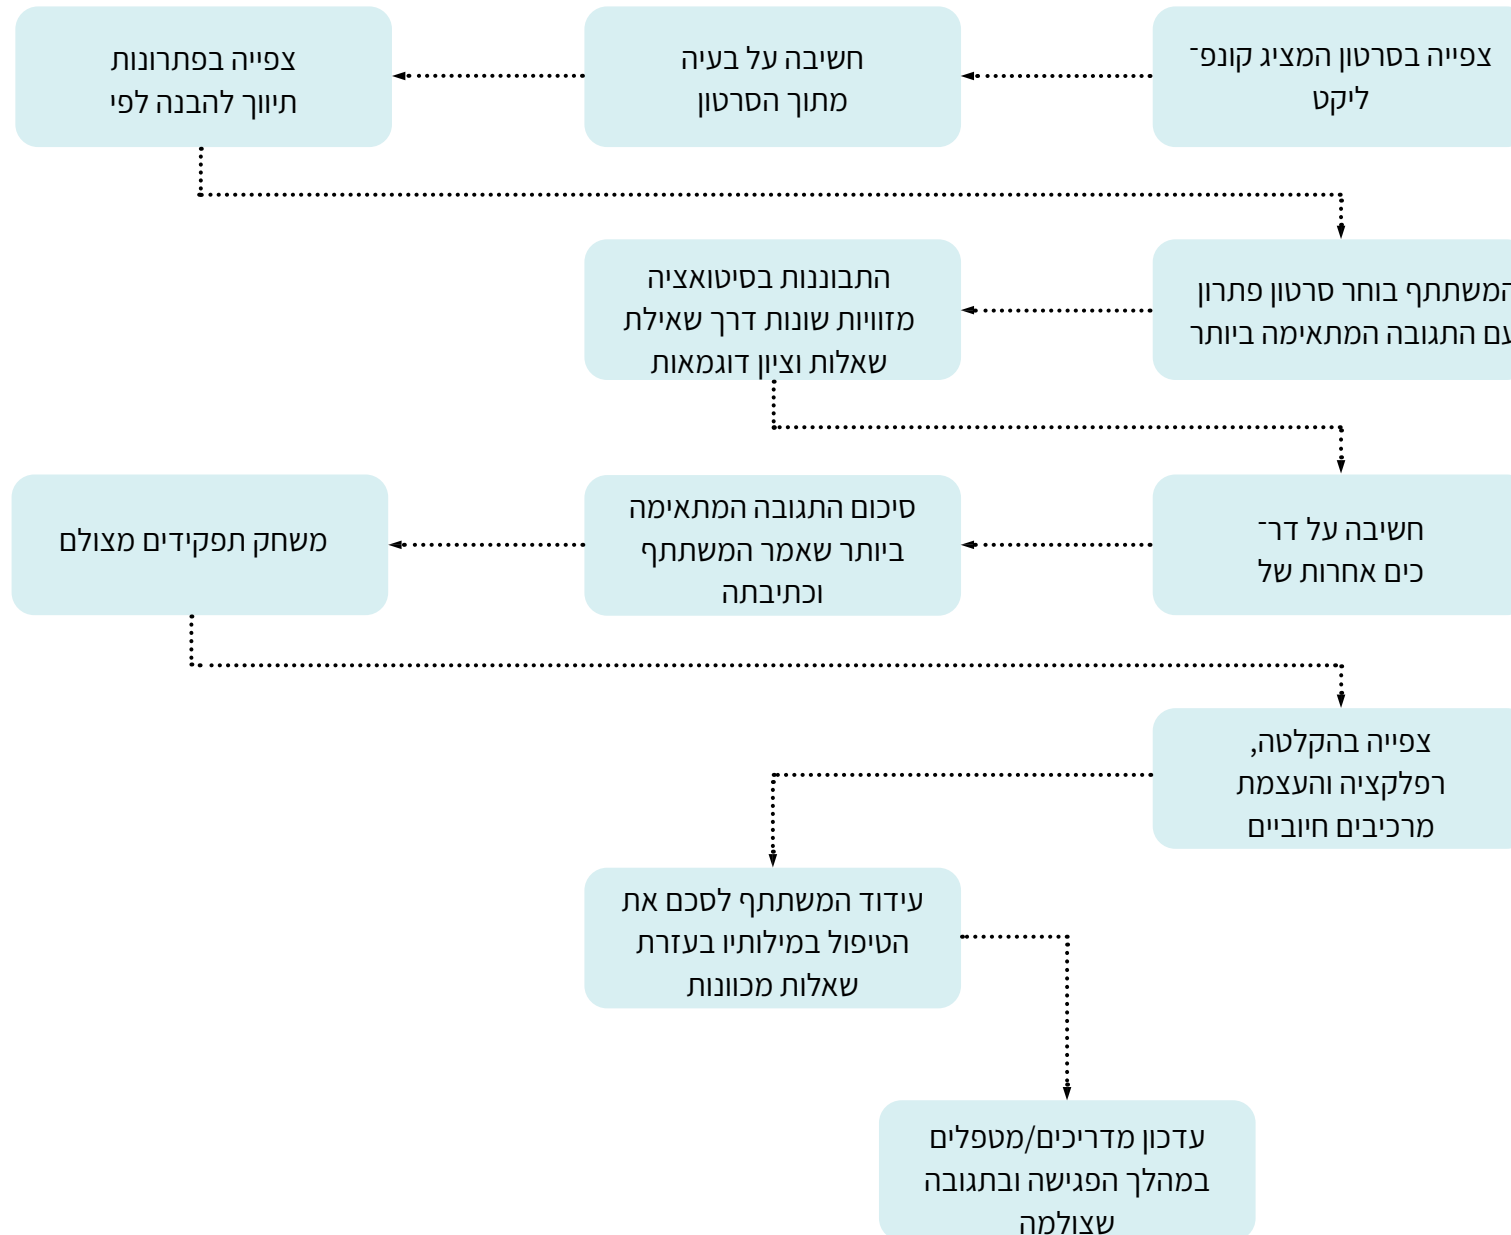 צפייה בסרטון המציג קונפ־
ליקט
חשיבה על בעיה
מתוך הסרטון
צפייה בפתרונות
תיווך להבנה לפי
המשתתף בוחר סרטון פתרון
עם התגובה המתאימה ביותר
התבוננות בסיטואציה
מזוויות שונות דרך שאילת
שאלות וציון דוגמאות
חשיבה על דר־
כים אחרות של
סיכום התגובה המתאימה
ביותר שאמר המשתתף
וכתיבתה
משחק תפקידים מצולם
צפייה בהקלטה,
רפלקציה והעצמת
מרכיבים חיוביים
עידוד המשתתף לסכם את
הטיפול במילותיו בעזרת
שאלות מכוונות
עדכון מדריכים/מטפלים
במהלך הפגישה ובתגובה
שצולמה